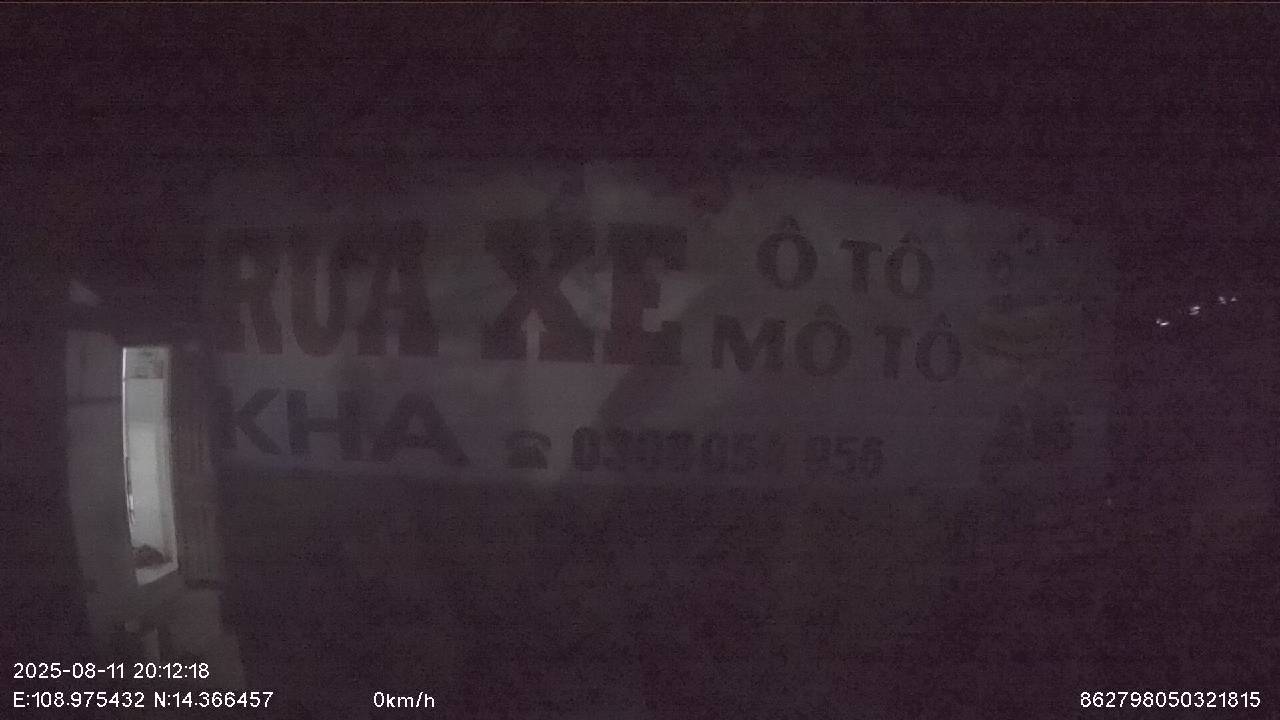 RỬA XE
Ô TÔ
MÔ TÔ
KHA
2025-08-11 20:12:18
E:108.975432 N:14.366457 0km/h 862798050321815